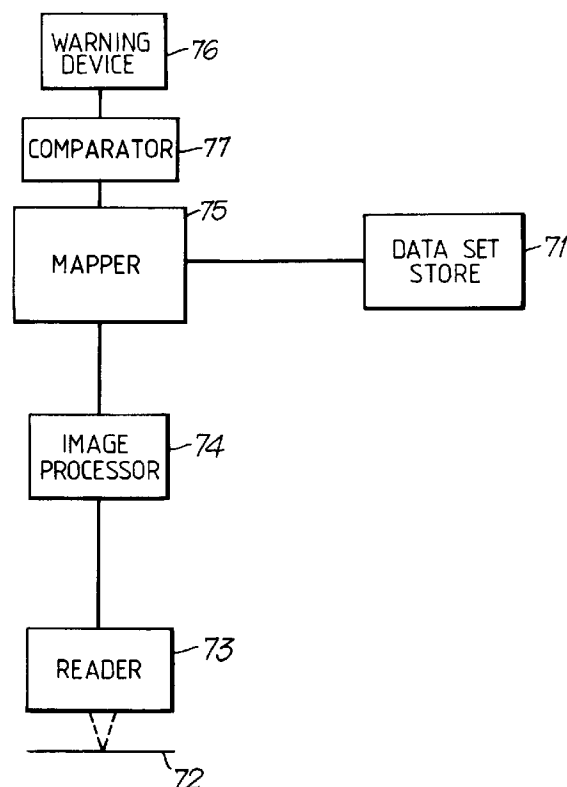 WARNING
DEVICE
76
COMPARATOR
77
75
MAPPER
DATA SET
STORE
71
IMAGE
PROCESSOR
74
READER
73
72